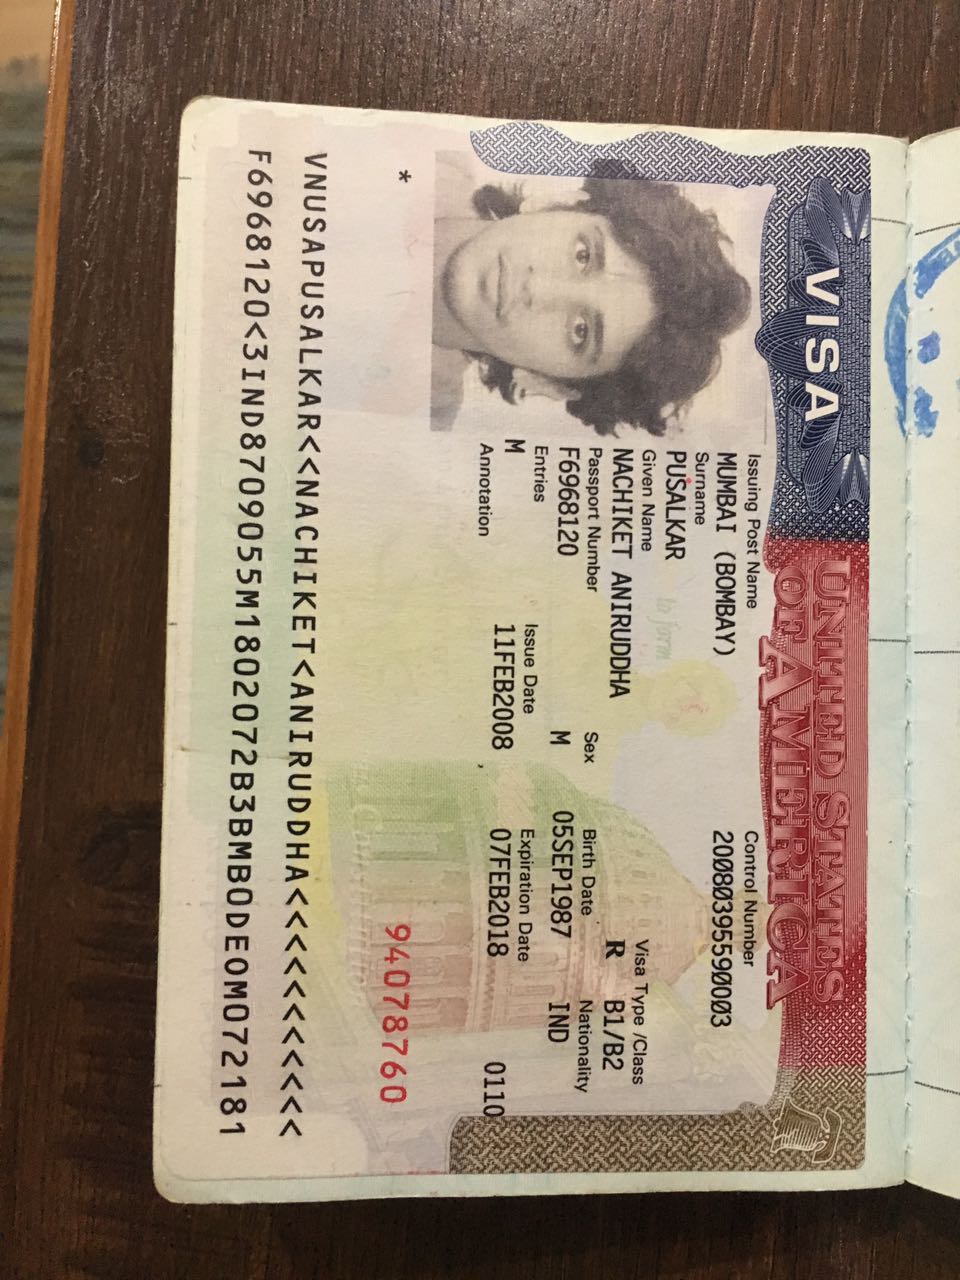 VISA
UNITED STATES
OF AMERICA
Issuing Post Name
MUMBAI (BOMBAY)
Control Number
20080395590003
Surname
PUSALKAR
Given Name
NACHIKET ANIRUDDHA
Visa Type /Class
R B1/B2
Passport Number
F6968120
Sex
M
Birth Date
05SEP1987
Nationality
IND
Entries
M
Issue Date
11FEB2008
Expiration Date
07FEB2018
0110
Annotation
*
94078760
VNUSAPUSALKAR<<NACHIKET<ANIRUDDHA<<<<<<<<<<<
F6968120<3IND8709055M1802072B3BMB0DE0M072181